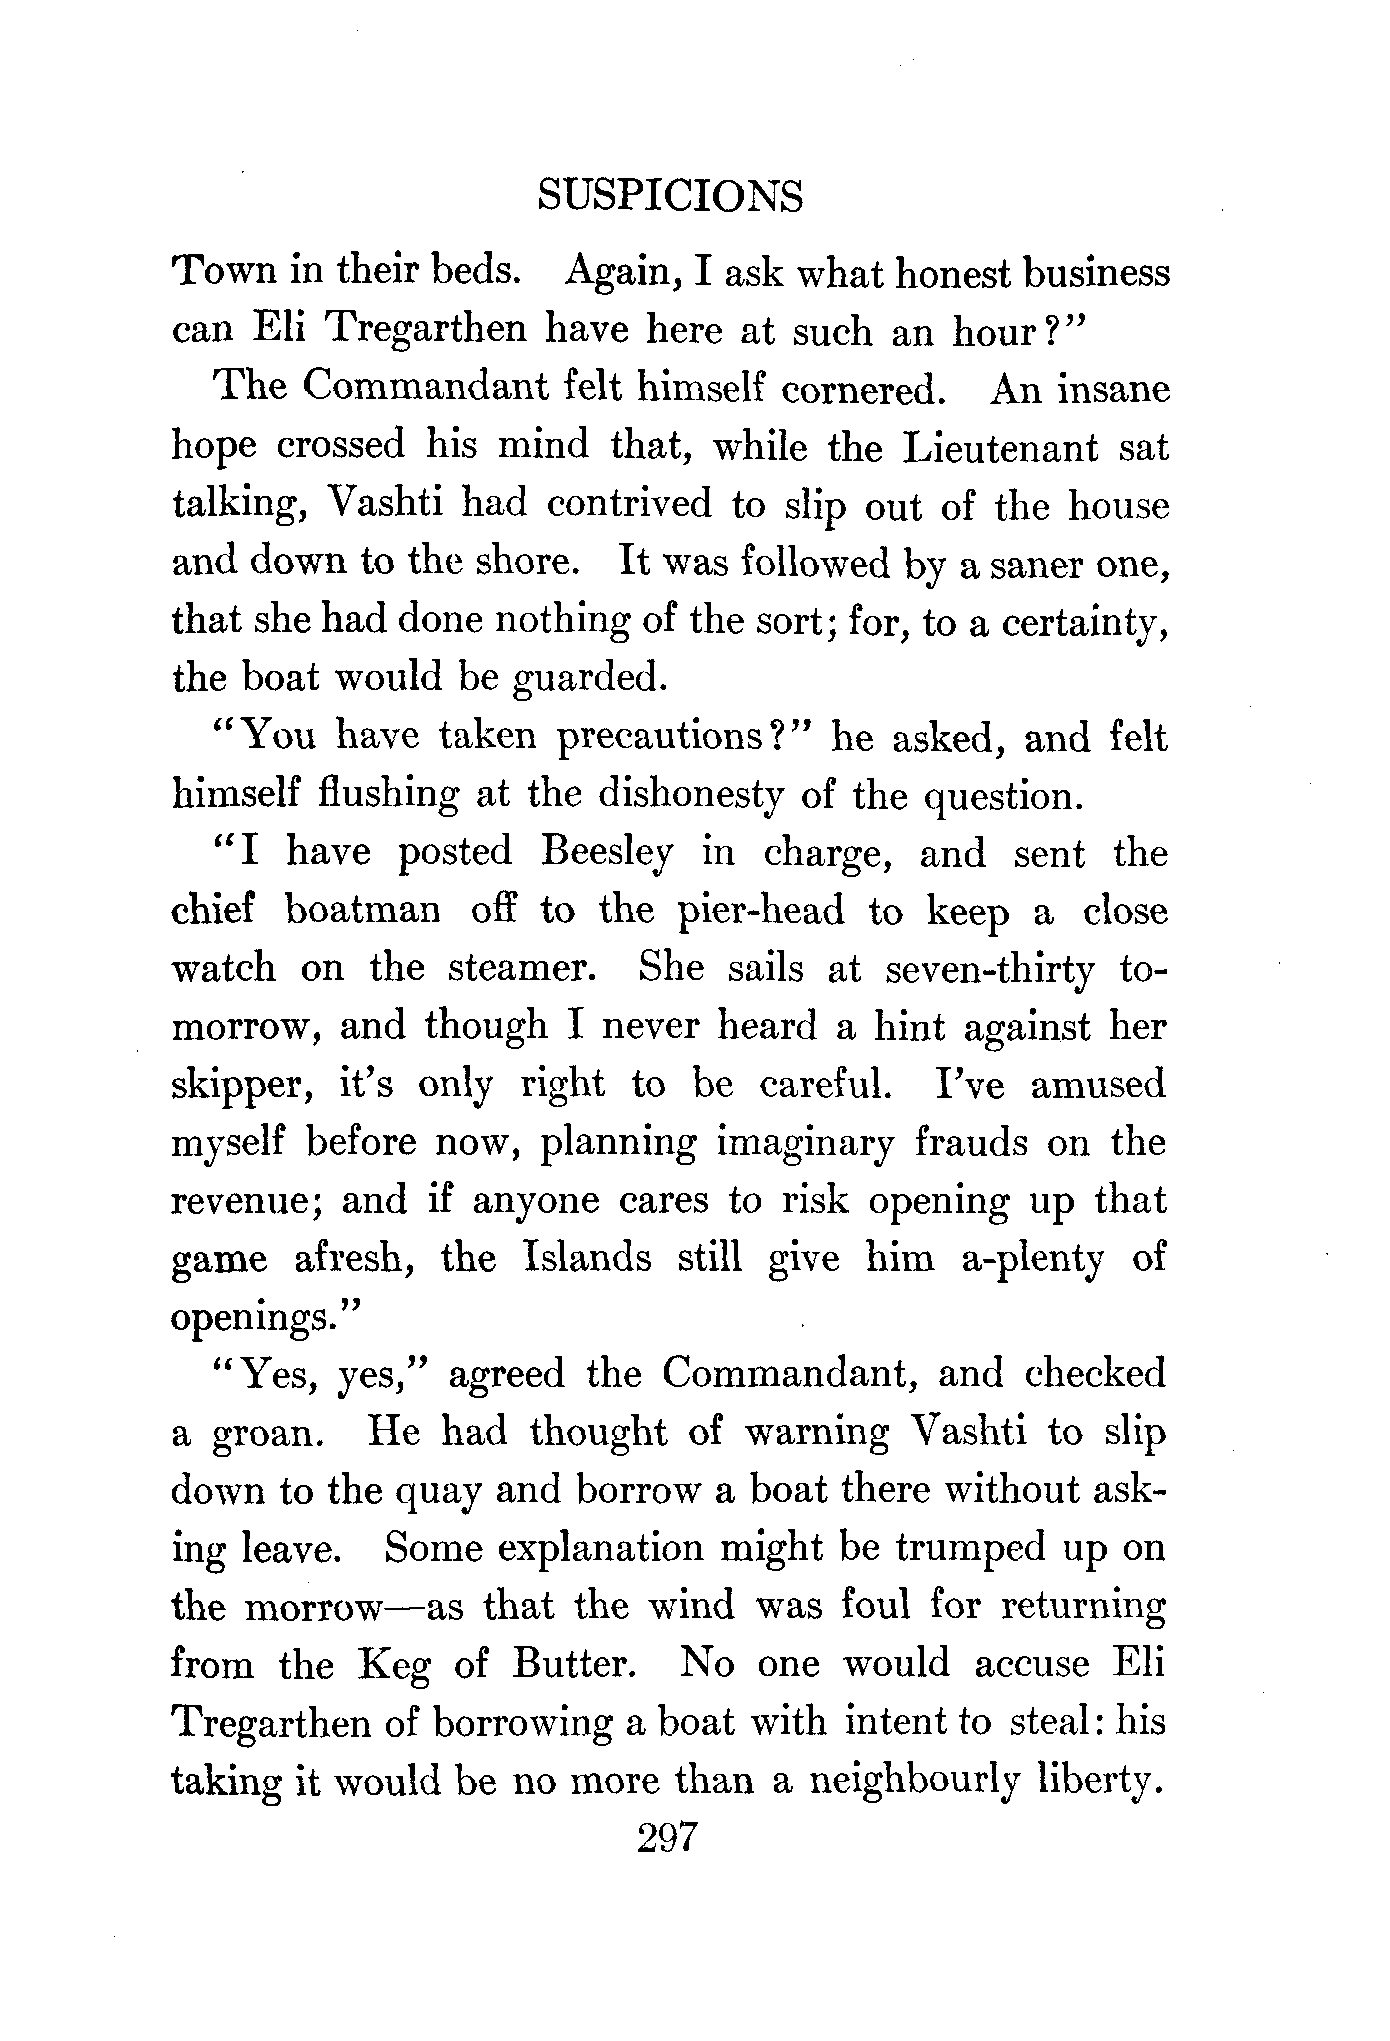 SUSPICIONS
Town in their beds. Again, I ask what honest business
can Eli Tregarthen have here at such an hour?"
The Commandant felt himself cornered. An insane
hope crossed his mind that, while the Lieutenant sat
talking, Vashti had contrived to slip out of the house
and down to the shore. It was followed by a saner one,
that she had done nothing of the sort; for, to a certainty,
the boat would be guarded.
"You have taken precautions?" he asked, and felt
himself flushing at the dishonesty of the question.
"I have posted Beesley in charge, and sent the
chief boatman off to the pier-head to keep a close
watch on the steamer. She sails at seven-thirty to-
morrow, and though I never heard a hint against her
skipper, it's only right to be careful. I've amused
myself before now, planning imaginary frauds on the
revenue; and if anyone cares to risk opening up that
game afresh, the Islands still give him a-plenty of
openings."
"Yes, yes," agreed the Commandant, and checked
a groan. He had thought of warning Vashti to slip
down to the quay and borrow a boat there without ask-
ing leave. Some explanation might be trumped up on
the morrow—as that the wind was foul for returning
from the Keg of Butter. No one would accuse Eli
Tregarthen of borrowing a boat with intent to steal: his
taking it would be no more than a neighbourly liberty.
297